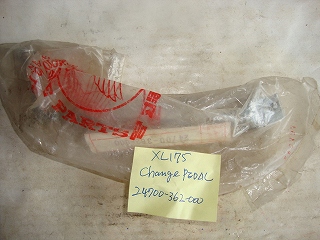 PARTS
XL175
Change PEDAL
24700-362-000